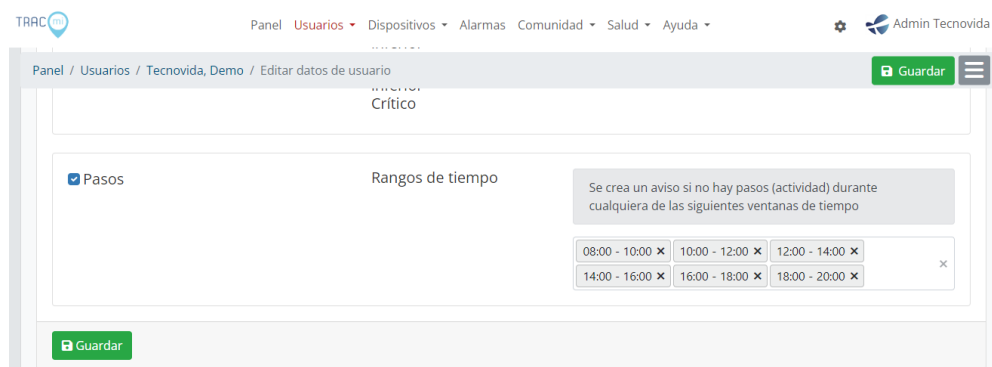 TRAC mi
Panel Usuarios Dispositivos Alarmas Comunidad Salud Ayuda
Admin Tecnovida
Panel / Usuarios / Tecnovida, Demo / Editar datos de usuario
Guardar
Inferior
Crítico
Pasos
Rangos de tiempo
Se crea un aviso si no hay pasos (actividad) durante
cualquiera de las siguientes ventanas de tiempo
08:00 - 10:00 × 10:00 - 12:00 × 12:00 - 14:00 ×
14:00 - 16:00 × 16:00 - 18:00 × 18:00 - 20:00 ×
×
Guardar